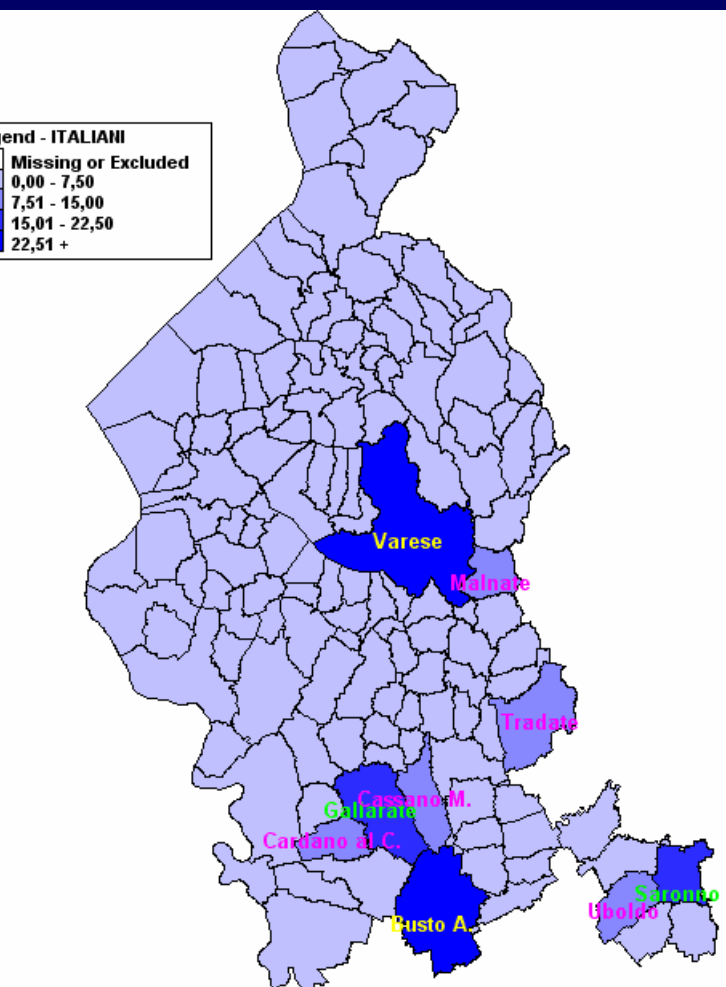 gend - ITALIANI
Missing or Excluded
0,00 - 7,50
7,51 - 15,00
15,01 - 22,50
22,51 +
Varese
Malnate
Tradate
Cassano M.
Gallarate
Cardano al C.
Saronno
Uboldo
Busto A.